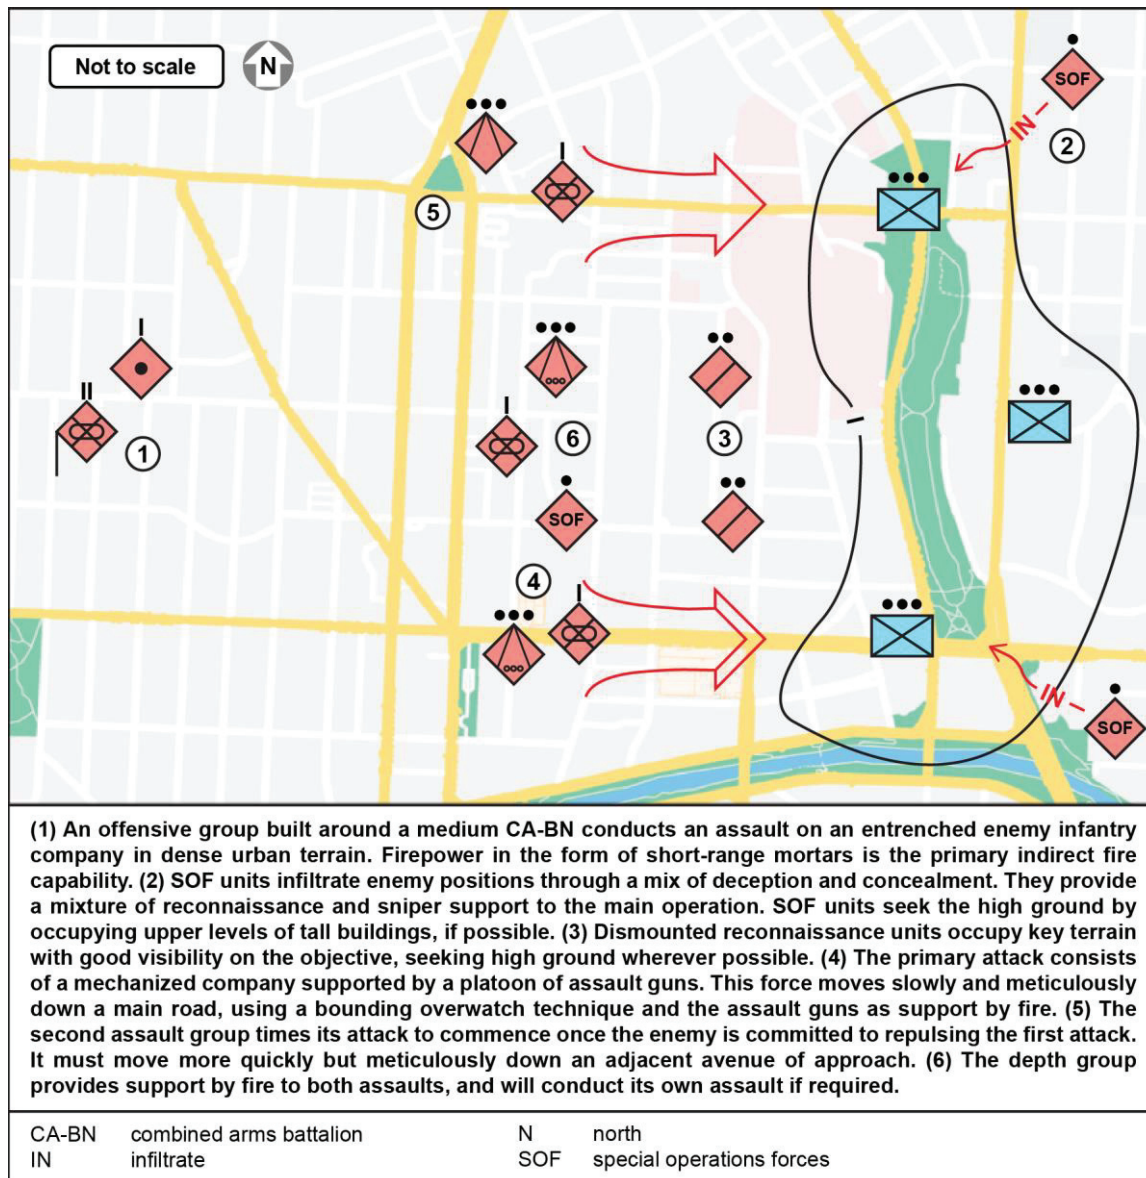 Not to scale
N
SOF
IN
2
5
I
I
II
1
I
6
3
SOF
4
I
IN
SOF
(1) An offensive group built around a medium CA-BN conducts an assault on an entrenched enemy infantry
company in dense urban terrain. Firepower in the form of short-range mortars is the primary indirect fire
capability. (2) SOF units infiltrate enemy positions through a mix of deception and concealment. They provide
a mixture of reconnaissance and sniper support to the main operation. SOF units seek the high ground by
occupying upper levels of tall buildings, if possible. (3) Dismounted reconnaissance units occupy key terrain
with good visibility on the objective, seeking high ground wherever possible. (4) The primary attack consists
of a mechanized company supported by a platoon of assault guns. This force moves slowly and meticulously
down a main road, using a bounding overwatch technique and the assault guns as support by fire. (5) The
second assault group times its attack to commence once the enemy is committed to repulsing the first attack.
It must move more quickly but meticulously down an adjacent avenue of approach. (6) The depth group
provides support by fire to both assaults, and will conduct its own assault if required.
CA-BN combined arms battalion N north
IN infiltrate SOF special operations forces